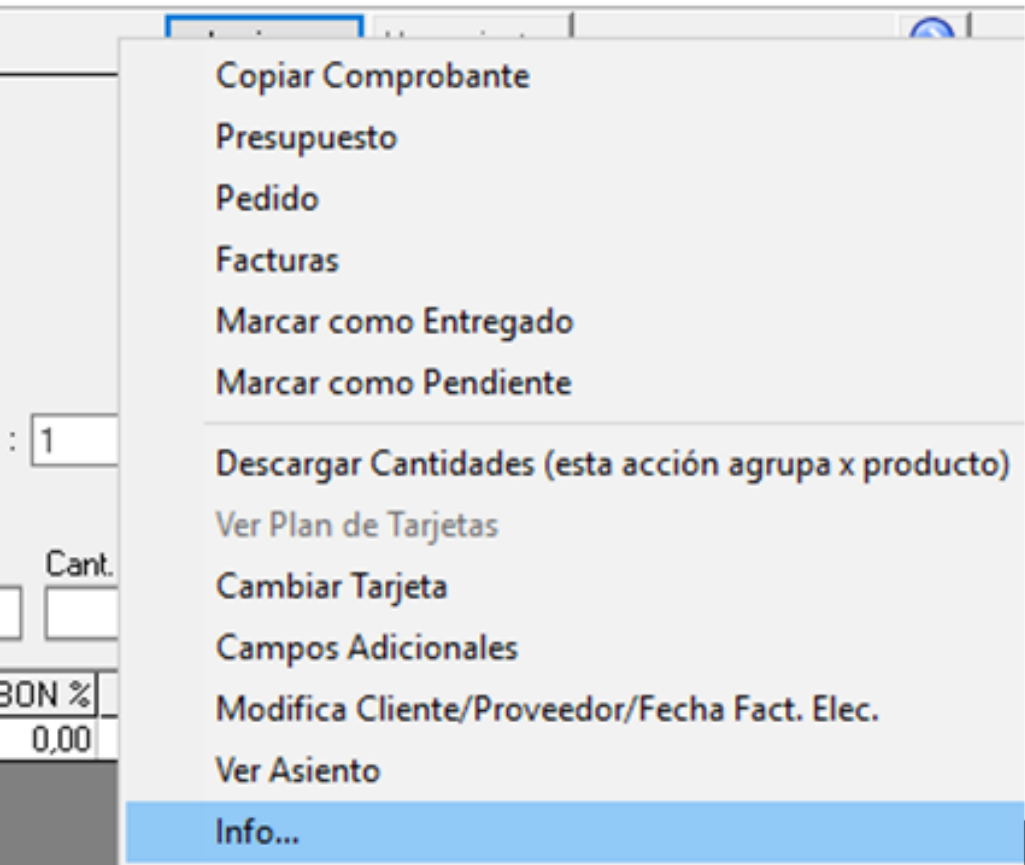 Copiar Comprobante
Presupuesto
Pedido
Facturas
Marcar como Entregado
Marcar como Pendiente
: 1
Descargar Cantidades (esta acción agrupa x producto)
Ver Plan de Tarjetas
Cant.
Cambiar Tarjeta
Campos Adicionales
BON %
Modifica Cliente/Proveedor/Fecha Fact. Elec.
0,00
Ver Asiento
Info...